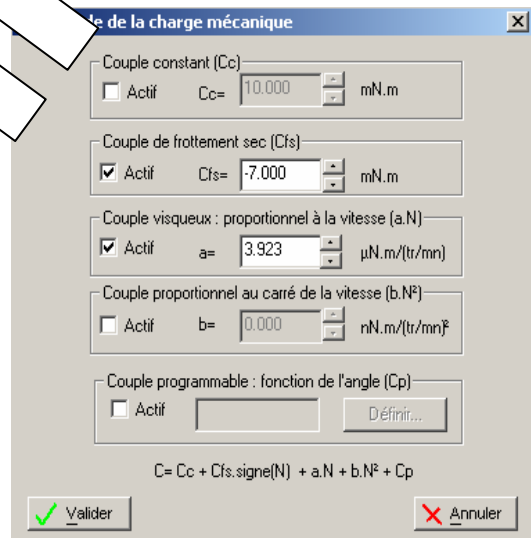 de la charge mécanique
Couple constant (Cc)
Actif Cc= 10.000 mN.m
Couple de frottement sec (Cfs)
Actif Cfs= -7.000 mN.m
Couple visqueux : proportionnel à la vitesse (a.N)
Actif a= 3.923 µN.m/(tr/mn)
Couple proportionnel au carré de la vitesse (b.N²)
Actif b= 0.000 nN.m/(tr/mn)²
Couple programmable : fonction de l'angle (Cp)
Actif Définir...
C= Cc + Cfs.signe(N) + a.N + b.N² + Cp
Valider Annuler